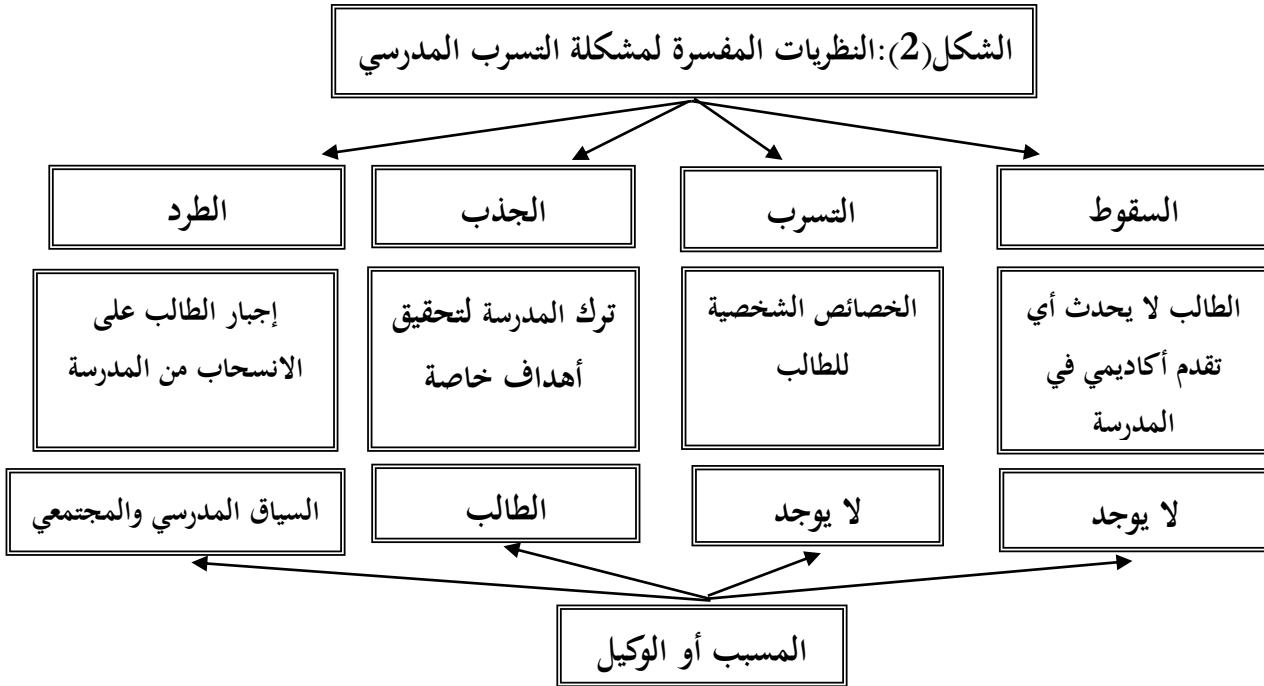 الشكل(2):النظريات المفسرة لمشكلة التسرب المدرسي
السقوط
التسرب
الجذب
الطرد
الطالب لا يحدث أي
تقدم أكاديمي في
المدرسة
الخصائص الشخصية
للطالب
ترك المدرسة لتحقيق
أهداف خاصة
إجبار الطالب على
الانسحاب من المدرسة
لا يوجد
لا يوجد
الطالب
السياق المدرسي والمجتمعي
المسبب أو الوكيل